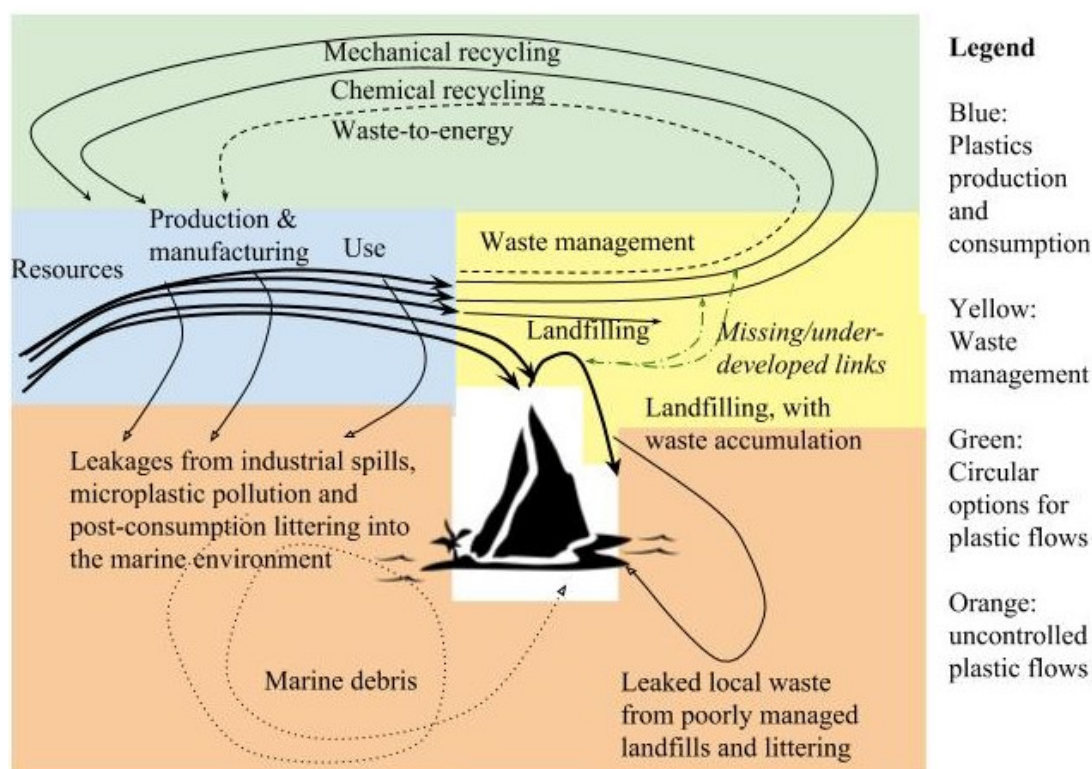 Mechanical recycling
Chemical recycling
Waste-to-energy
Production &
manufacturing
Use
Resources
Waste management
Landfilling
Missing/under-
developed links
Landfilling, with
waste accumulation
Leakages from industrial spills,
microplastic pollution and
post-consumption littering into
the marine environment
Marine debris
Leaked local waste
from poorly managed
landfills and littering
Legend
Blue:
Plastics
production
and
consumption
Yellow:
Waste
management
Green:
Circular
options for
plastic flows
Orange:
uncontrolled
plastic flows